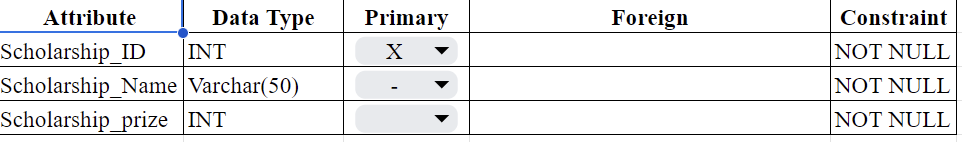 Attribute Data Type Primary Foreign Constraint
Scholarship_ID INT X NOT NULL
Scholarship_Name Varchar(50) - NOT NULL
Scholarship_prize INT NOT NULL